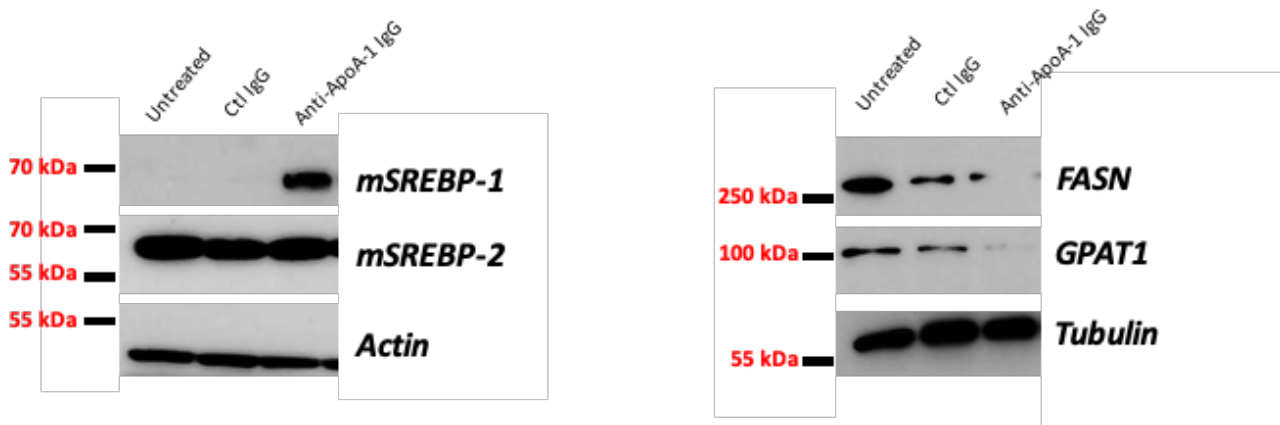 Untreated
Ctl IgG
Anti-ApoA-1 IgG
70 kDa
mSREBP-1
70 kDa
mSREBP-2
55 kDa
55 kDa
Actin
Untreated
Ctl IgG
Anti-ApoA-1 IgG
250 kDa
FASN
100 kDa
GPAT1
55 kDa
Tubulin